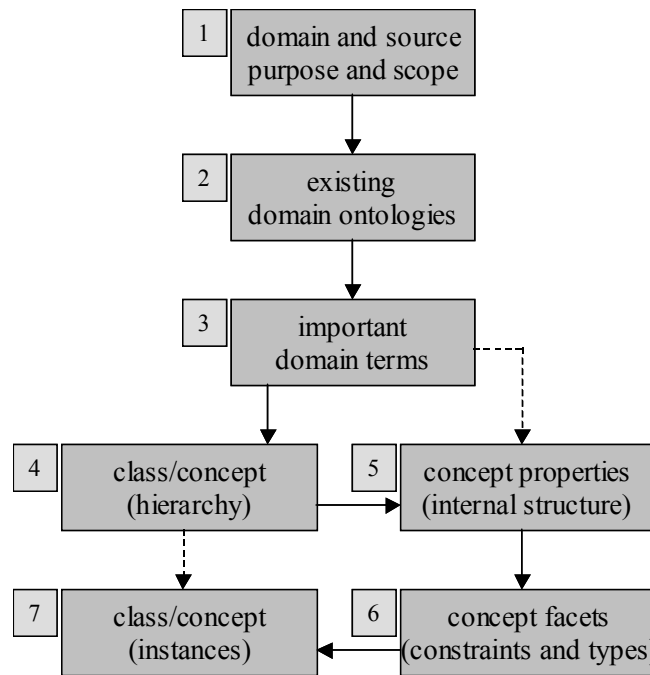 1
domain and source
purpose and scope
2
existing
domain ontologies
3
important
domain terms
4
class/concept
(hierarchy)
5
concept properties
(internal structure)
7
class/concept
(instances)
6
concept facets
(constraints and types)